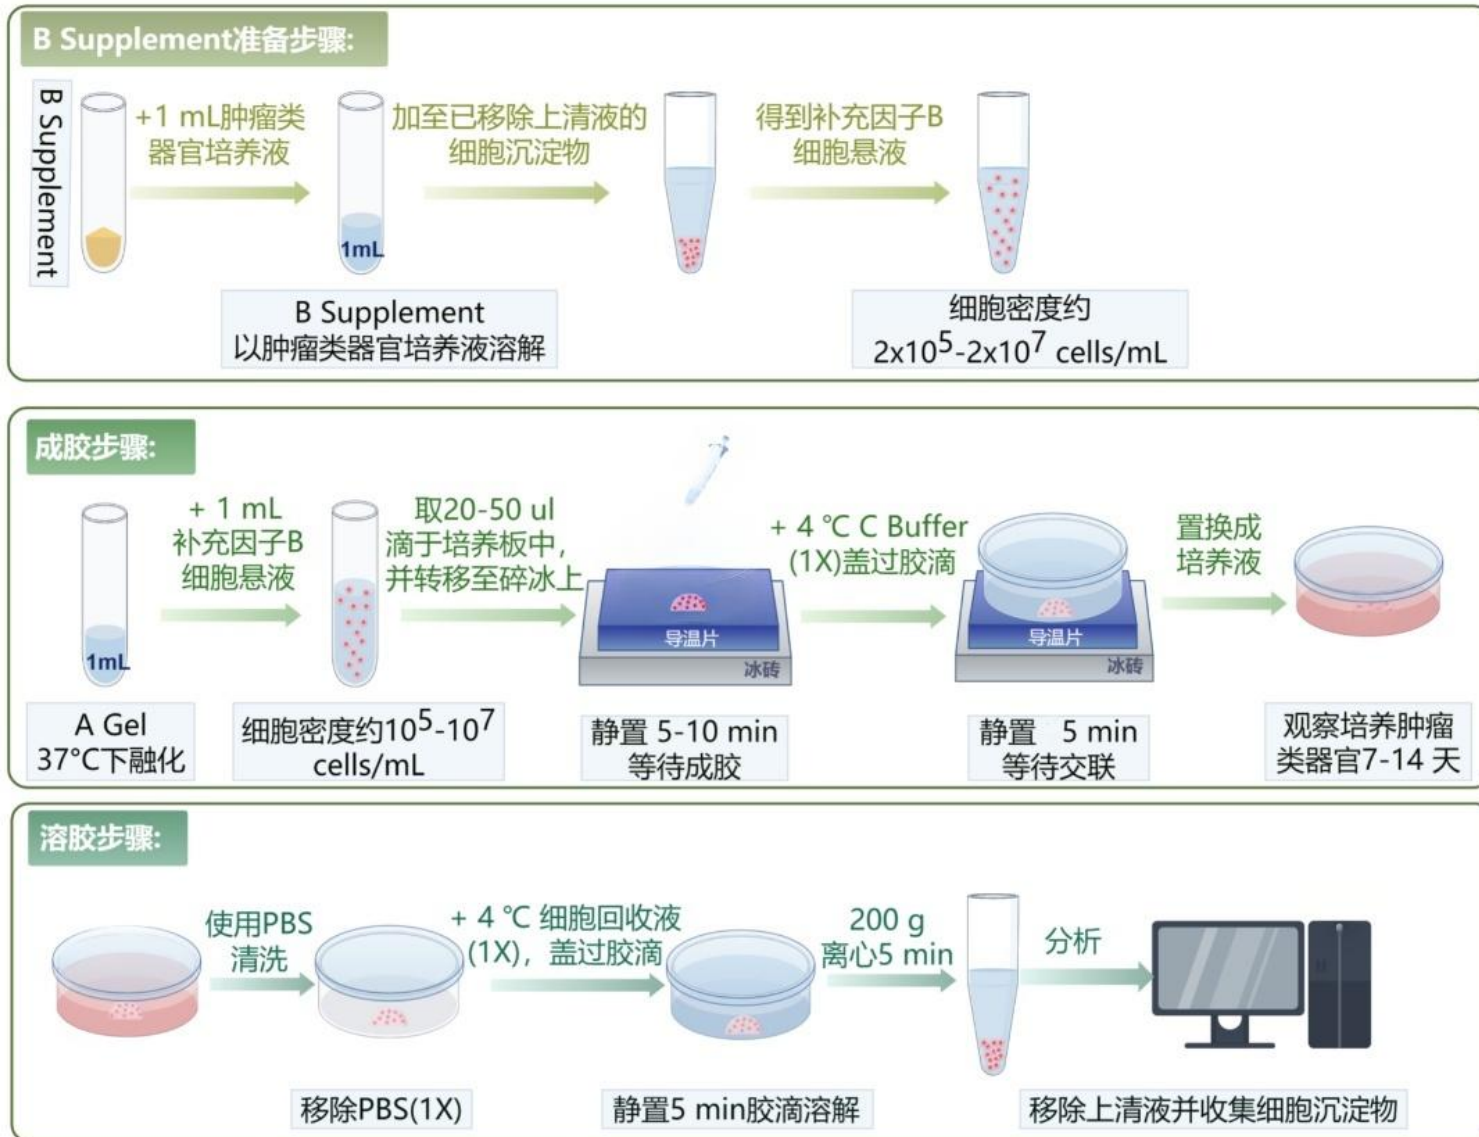 B Supplement准备步骤:
B Supplement
+1 mL肿瘤类
器官培养液
1mL
B Supplement
以肿瘤类器官培养液溶解
加至已移除上清液的
细胞沉淀物
得到补充因子B
细胞悬液
细胞密度约
2x10⁵-2x10⁷ cells/mL
成胶步骤:
1mL
A Gel
37°C下融化
+ 1 mL
补充因子B
细胞悬液
细胞密度约10⁵-10⁷
cells/mL
取20-50 ul
滴于培养板中,
并转移至碎冰上
导温片
冰砖
静置 5-10 min
等待成胶
+ 4 ℃ C Buffer
(1X)盖过胶滴
导温片
冰砖
静置 5 min
等待交联
置换成
培养液
观察培养肿瘤
类器官7-14 天
溶胶步骤:
使用PBS
清洗
移除PBS(1X)
+ 4 ℃ 细胞回收液
(1X)，盖过胶滴
静置5 min胶滴溶解
200 g
离心5 min
移除上清液并收集细胞沉淀物
分析